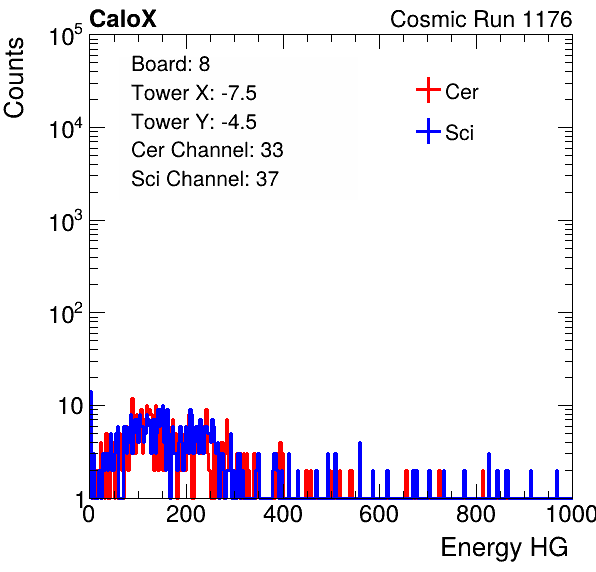 CaloX Cosmic Run 1176
Counts
Board: 8
Tower X: -7.5
Tower Y: -4.5
Cer Channel: 33
Sci Channel: 37
Cer
Sci
10^5
10^4
10^3
10^2
10
1
0 200 400 600 800 1000
Energy HG